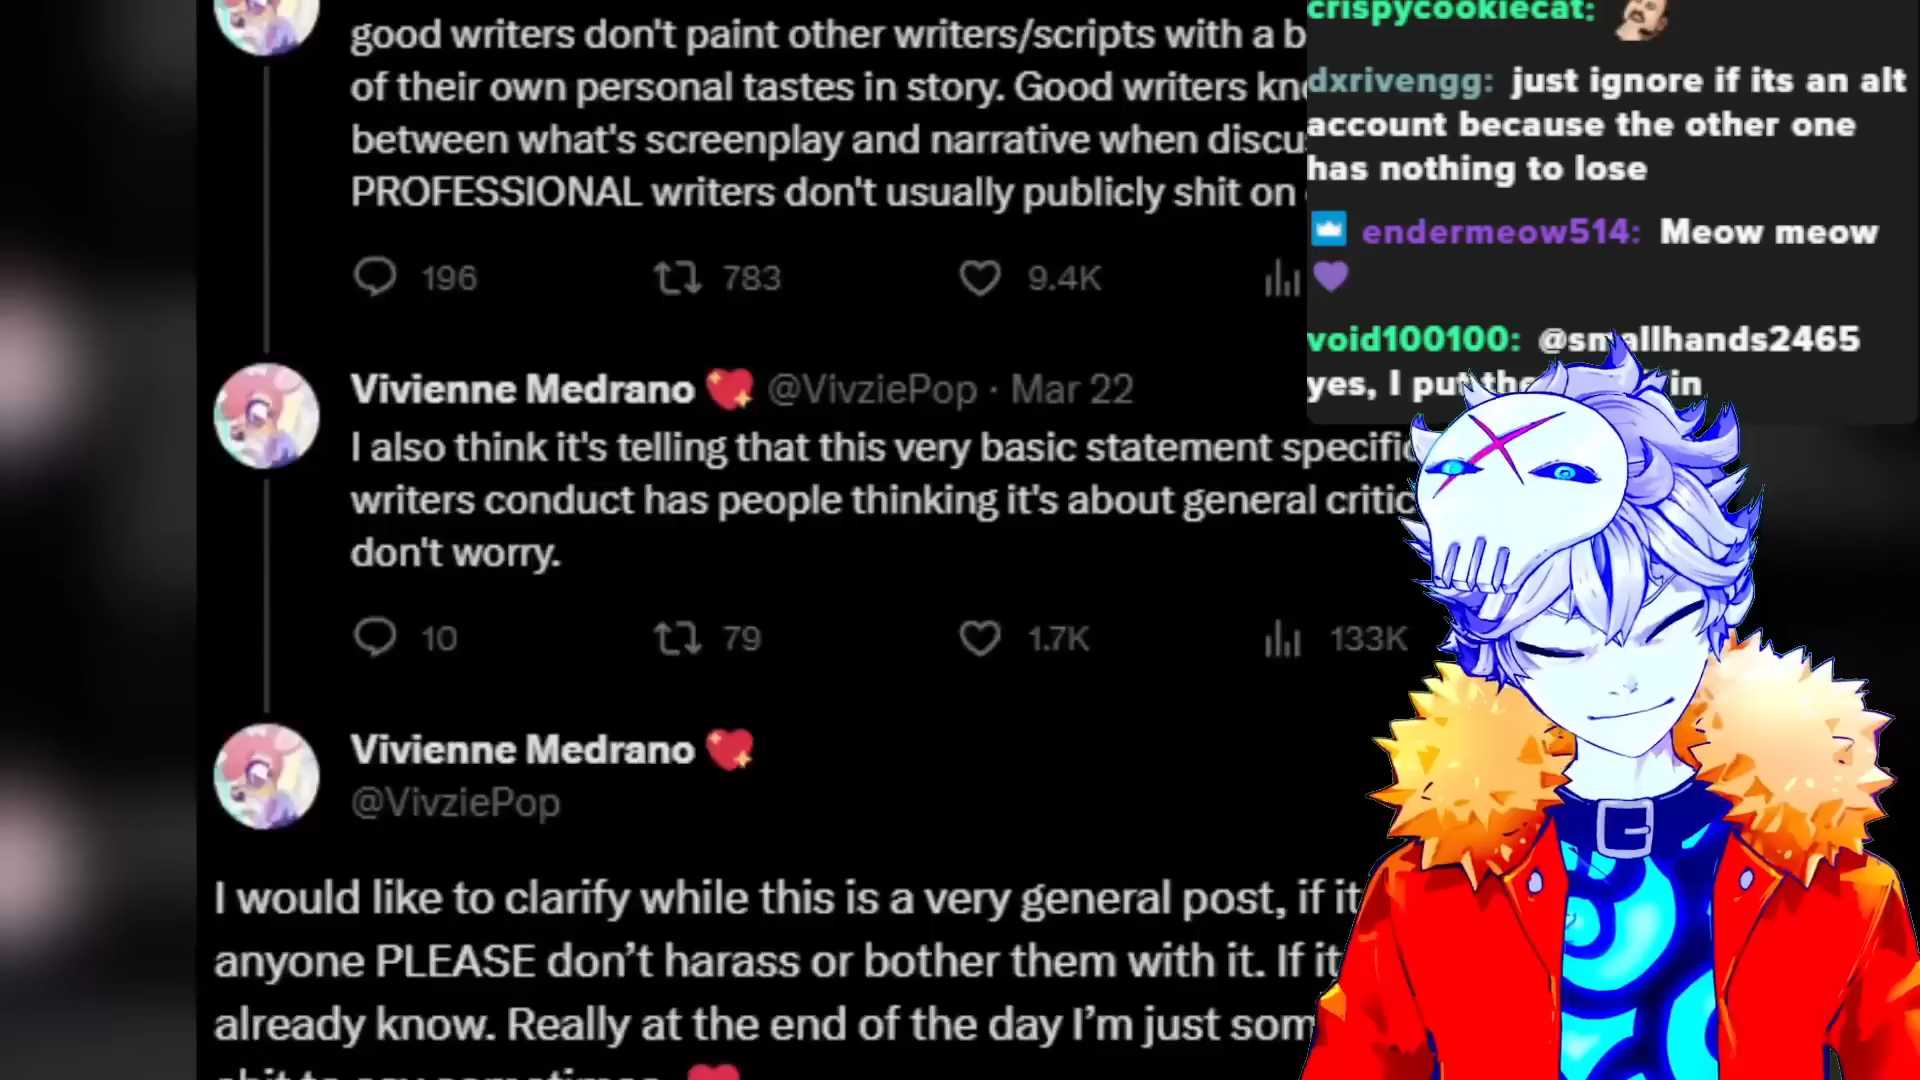 good writers don't paint other writers/scripts with a
of their own personal tastes in story. Good writers
between what's screenplay and narrative when
PROFESSIONAL writers don't usually publicly shit on
196 783 9.4K
Vivienne Medrano @VivziePop · Mar 22
I also think it's telling that this very basic statement
writers conduct has people thinking it's about general
don't worry.
10 79 1.7K 133K
Vivienne Medrano
@VivziePop
I would like to clarify while this is a very general post, if it
anyone PLEASE don’t harass or bother them with it. If it
already know. Really at the end of the day I’m just
crispycookiecat:
dxrivengg: just ignore if its an alt
account because the other one
has nothing to lose
endermeow514: Meow meow
void100100: @smallhands2465
yes, I put in